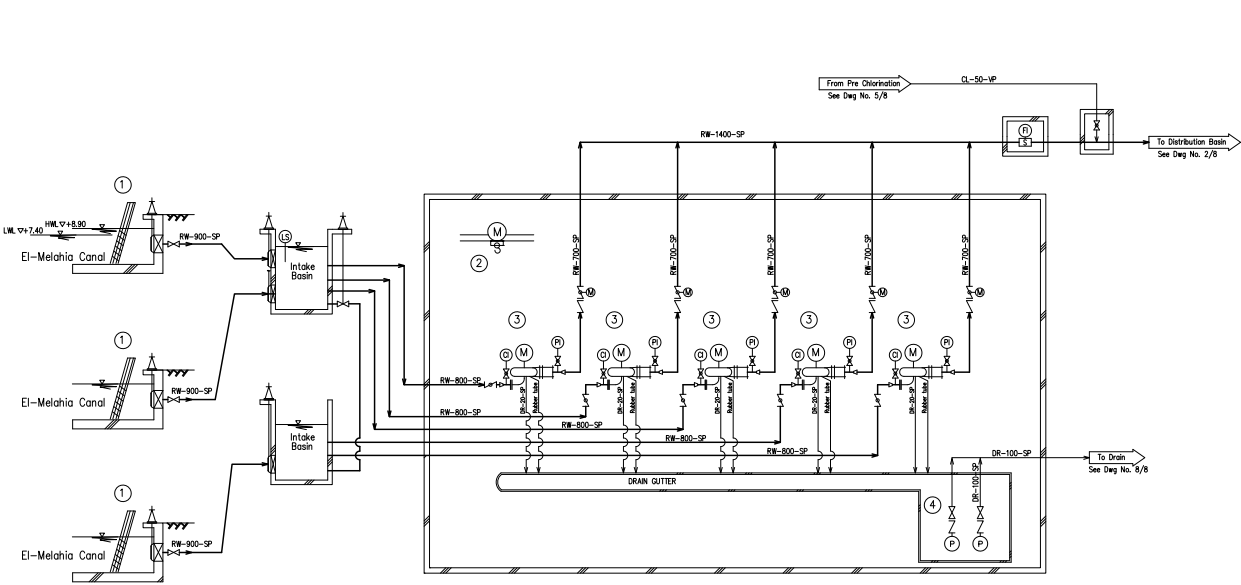 From Pre Chlorination
CL-50-VP
See Dwg No. 5/8
RW-1400-SP
FI
S
To Distribution Basin
See Dwg No. 2/8
1
HWL ▽+8.90
LWL ▽+7.40
RW-900-SP
El-Melahia Canal
LS
Intake
Basin
M
2
RW-700-SP
RW-700-SP
RW-700-SP
RW-700-SP
RW-700-SP
M
M
M
M
M
3
3
3
3
3
CI
M
PI
CI
M
PI
CI
M
PI
CI
M
PI
CI
M
PI
1
RW-800-SP
RW-900-SP
El-Melahia Canal
DR-20-SP
Rubber tube
DR-20-SP
Rubber tube
DR-20-SP
Rubber tube
DR-20-SP
Rubber tube
DR-20-SP
Rubber tube
RW-800-SP
RW-800-SP
Intake
Basin
RW-800-SP
RW-800-SP
DR-100-SP
To Drain
See Dwg No. 8/8
DRAIN GUTTER
DR-100-SP
1
4
RW-900-SP
El-Melahia Canal
P
P